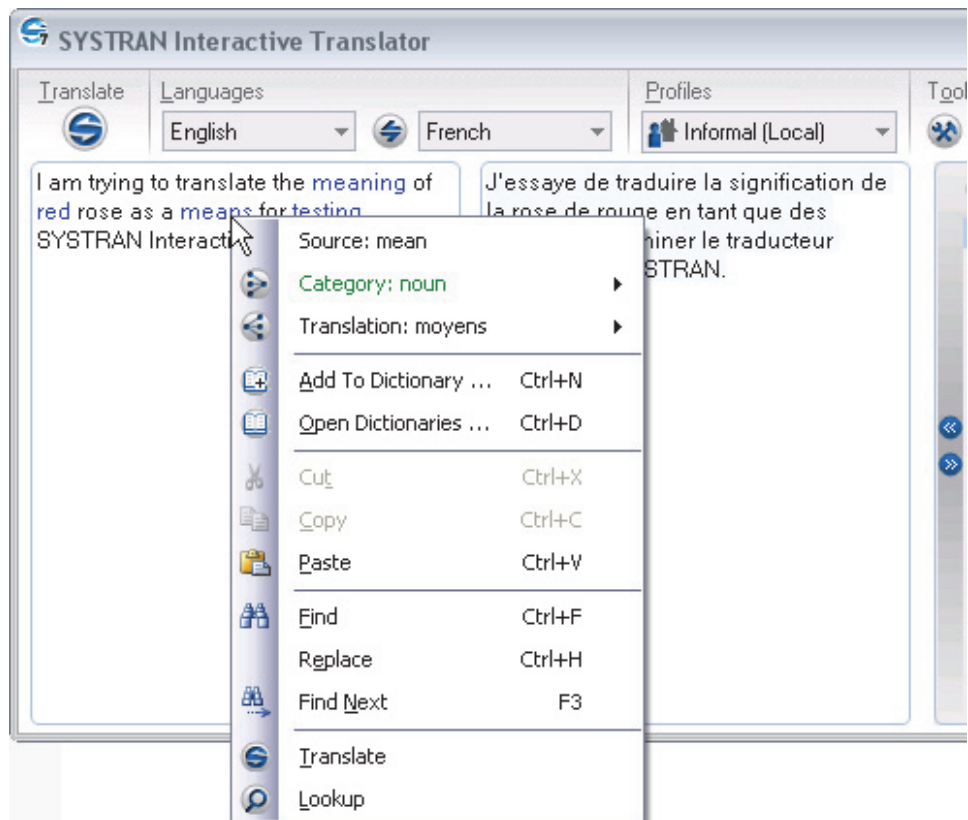 SYSTRAN Interactive Translator
Translate
Languages
Profiles
Tool
English
French
Informal (Local)
I am trying to translate the meaning of
red rose as a means for testing
SYSTRAN Interacti
J'essaye de traduire la signification de
la rose de rouge en tant que des
miner le traducteur
STRAN.
Source: mean
Category: noun
Translation: moyens
Add To Dictionary ... Ctrl+N
Open Dictionaries ... Ctrl+D
Cut Ctrl+X
Copy Ctrl+C
Paste Ctrl+V
Find Ctrl+F
Replace Ctrl+H
Find Next F3
Translate
Lookup